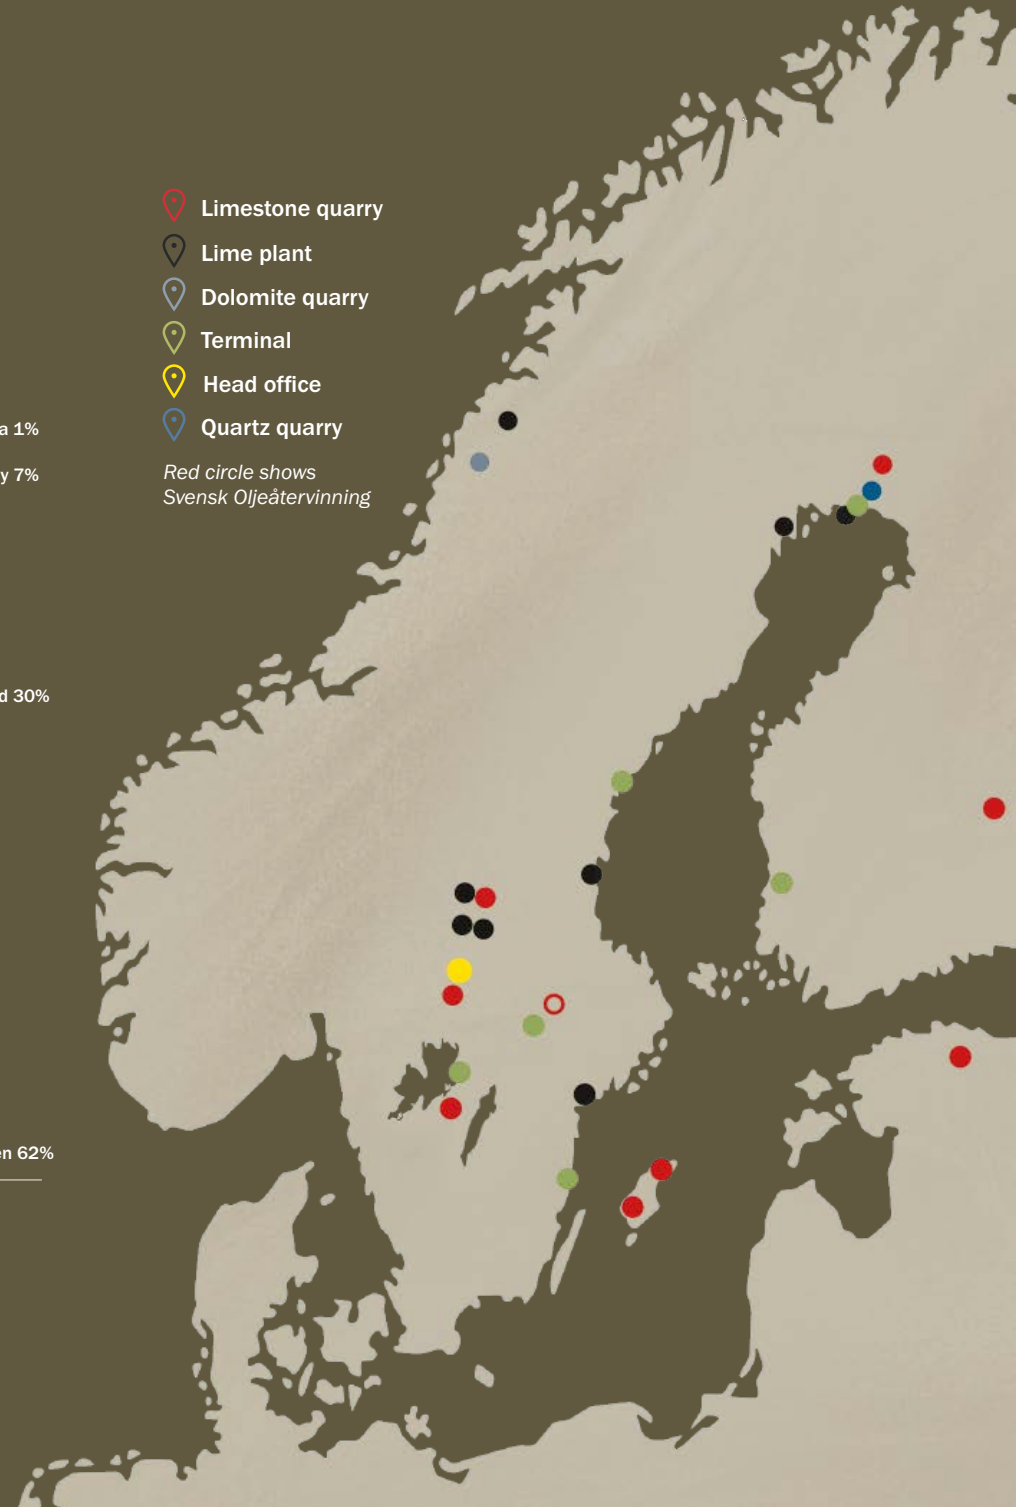 Limestone quarry
Lime plant
Dolomite quarry
Terminal
Head office
Quartz quarry
Red circle shows
Svensk Oljeåtervinning
a 1%
y 7%
d 30%
en 62%